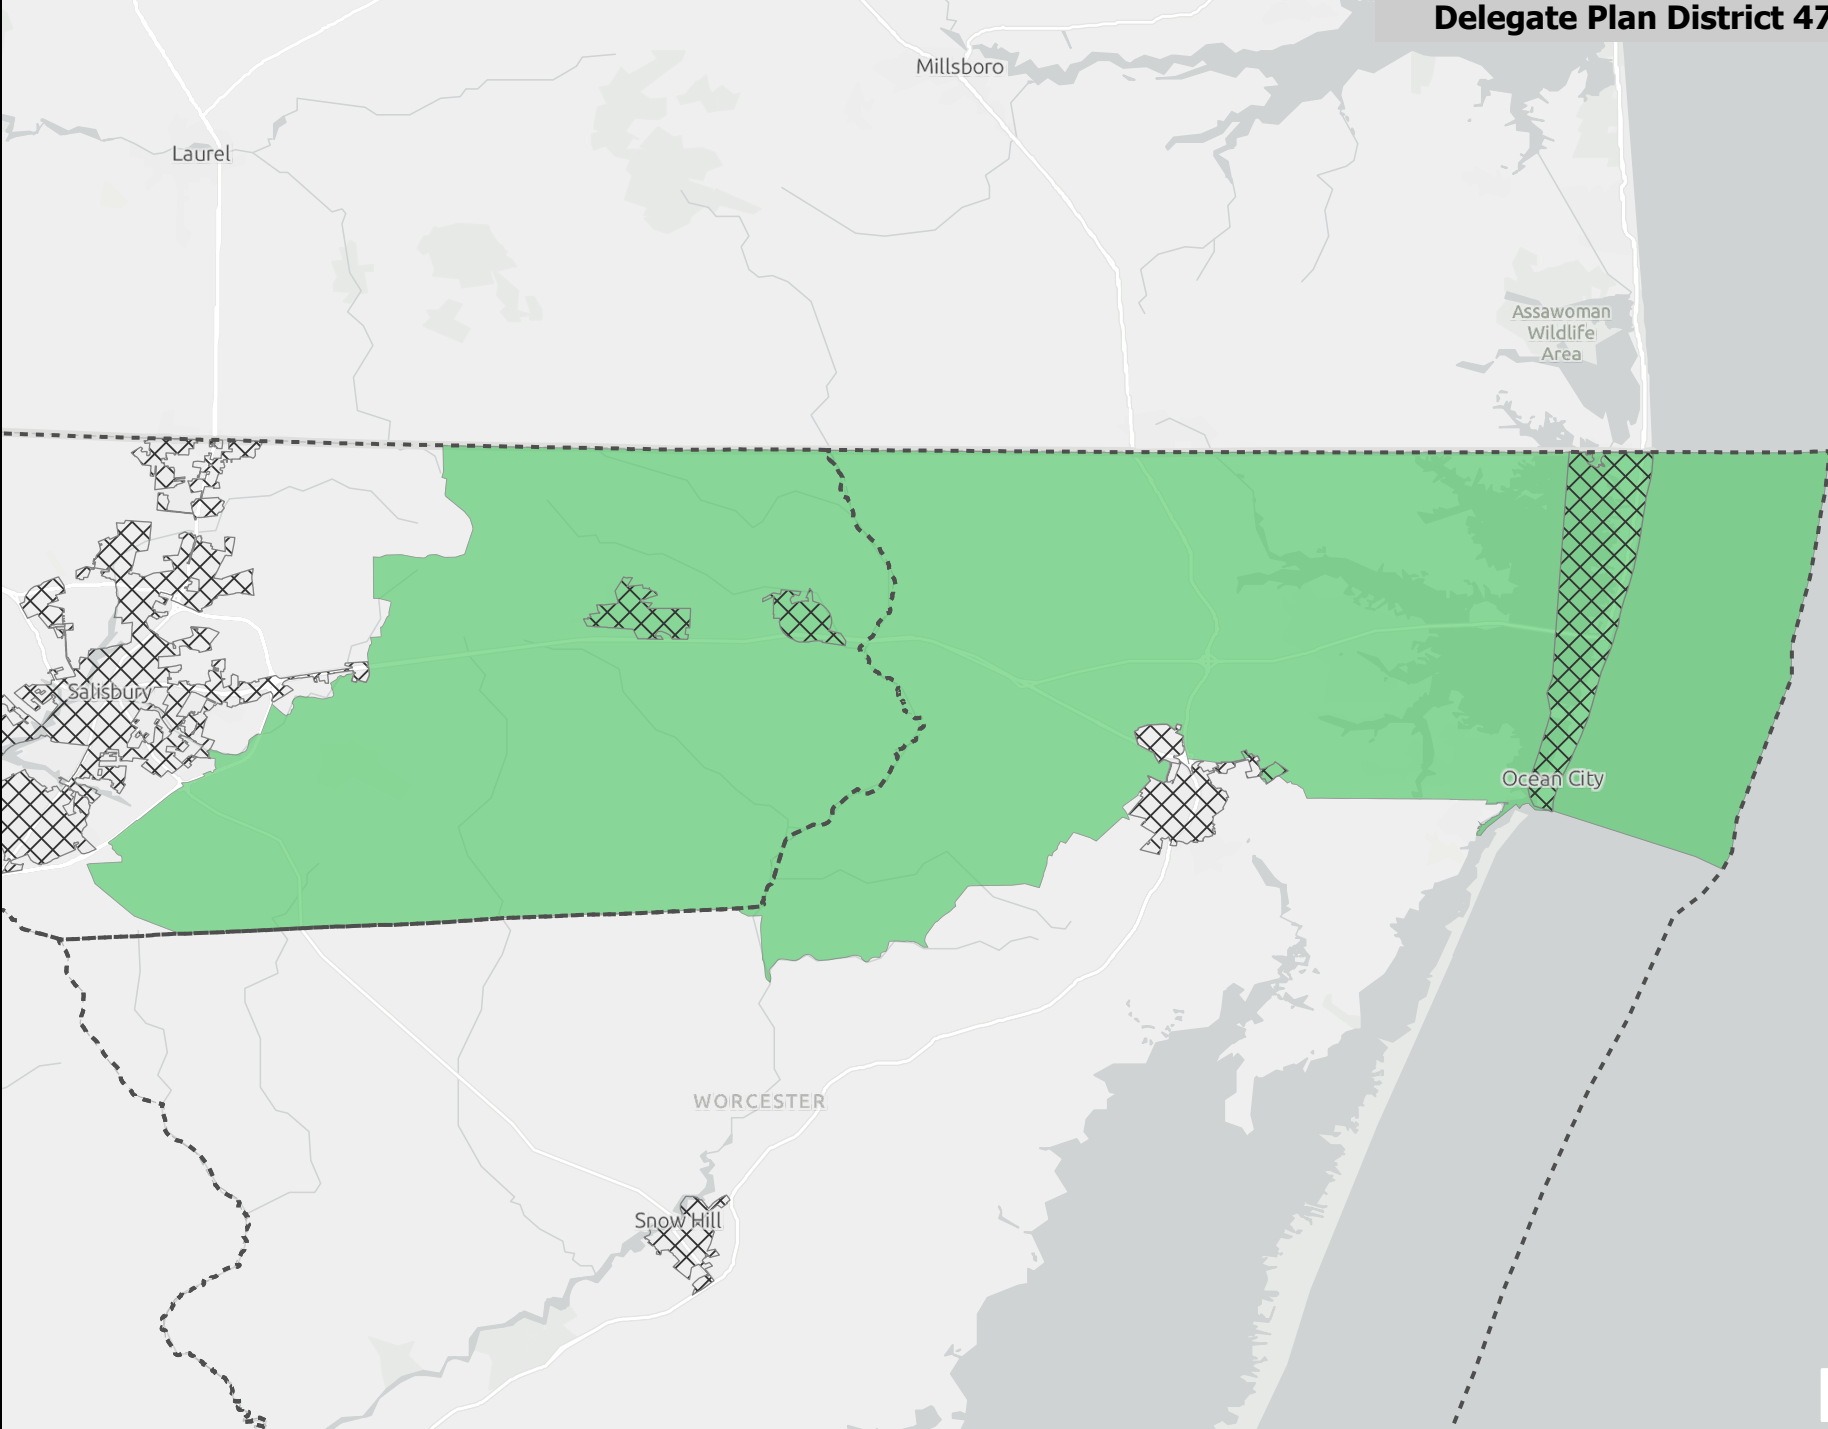 Delegate Plan District 47
Millsboro
Laurel
Assawoman
Wildlife
Area
Salisbury
Ocean City
WORCESTER
Snow Hill